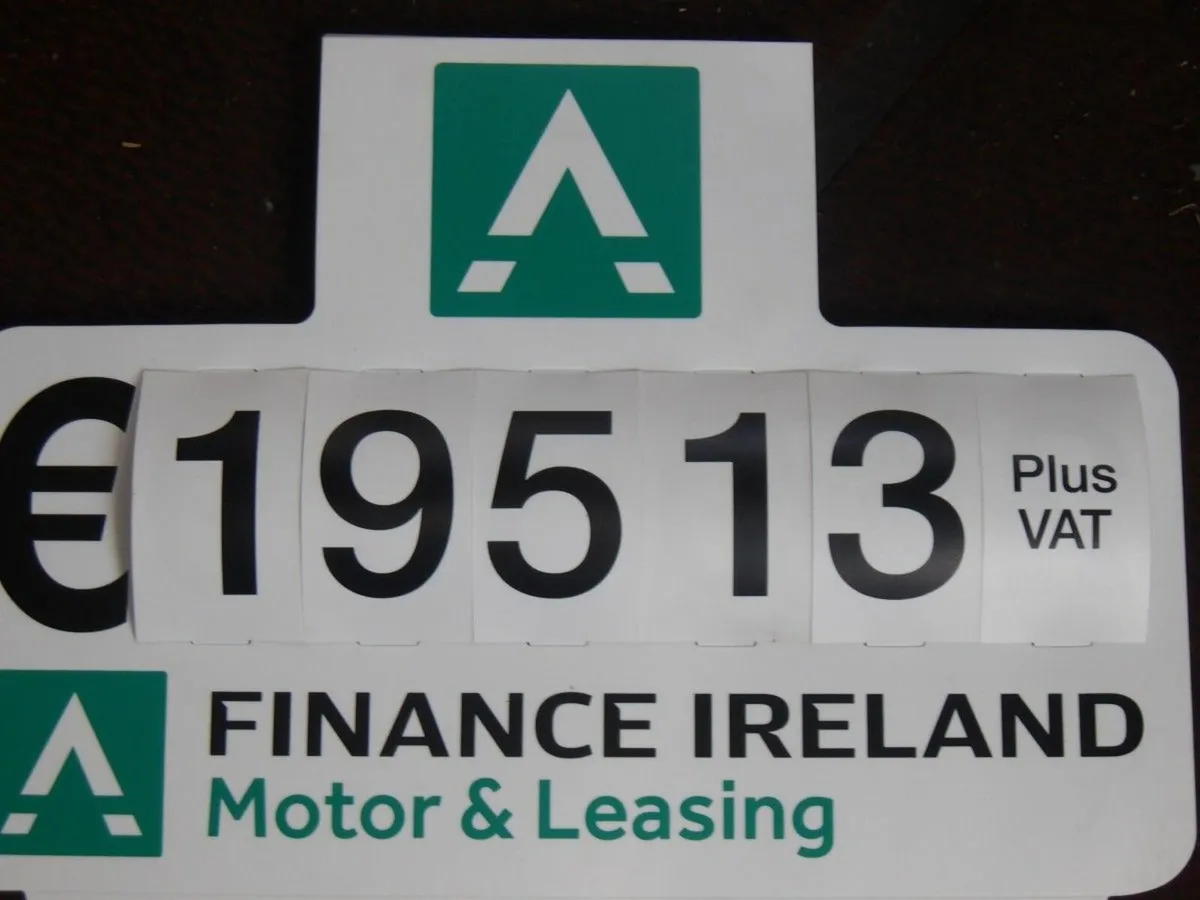 €19513 Plus VAT
FINANCE IRELAND
Motor & Leasing